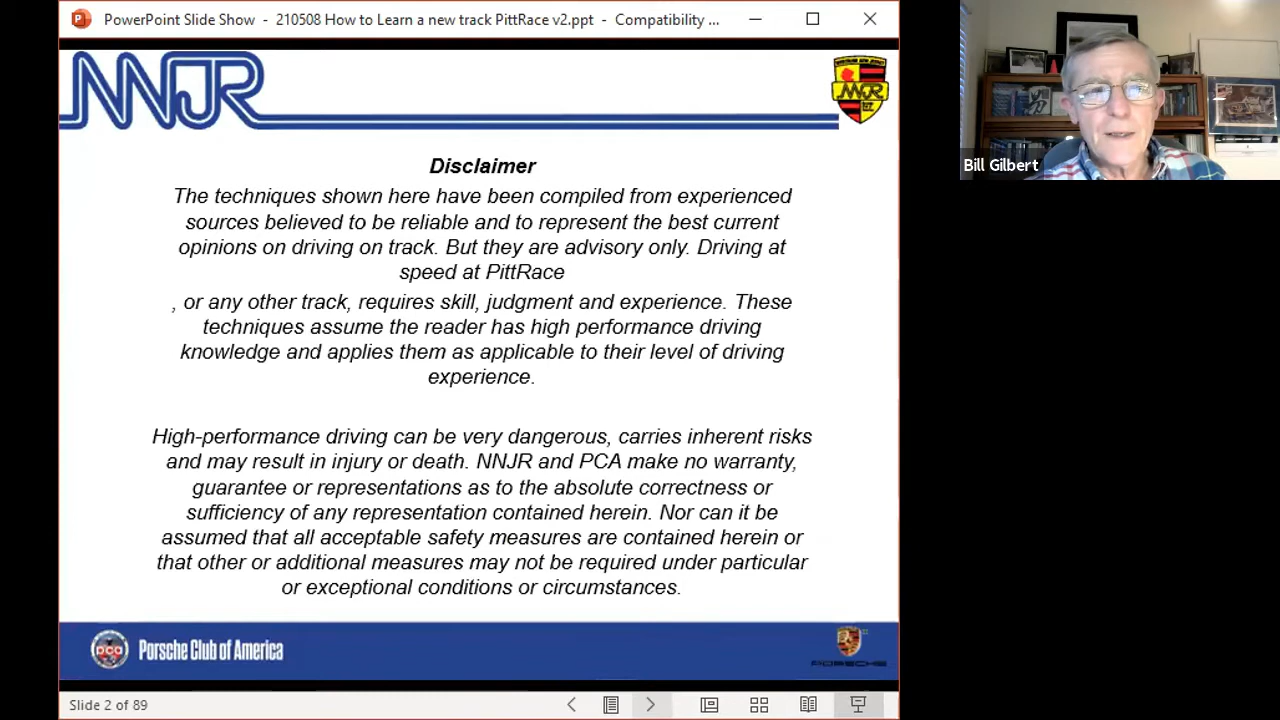 PowerPoint Slide Show - 210508 How to Learn a new track PittRace v2.ppt - Compatibility ...
NNJR
Disclaimer
The techniques shown here have been compiled from experienced
sources believed to be reliable and to represent the best current
opinions on driving on track. But they are advisory only. Driving at
speed at PittRace
, or any other track, requires skill, judgment and experience. These
techniques assume the reader has high performance driving
knowledge and applies them as applicable to their level of driving
experience.
High-performance driving can be very dangerous, carries inherent risks
and may result in injury or death. NNJR and PCA make no warranty,
guarantee or representations as to the absolute correctness or
sufficiency of any representation contained herein. Nor can it be
assumed that all acceptable safety measures are contained herein or
that other or additional measures may not be required under particular
or exceptional conditions or circumstances.
pca
Porsche Club of America
PORSCHE
Slide 2 of 89
Bill Gilbert